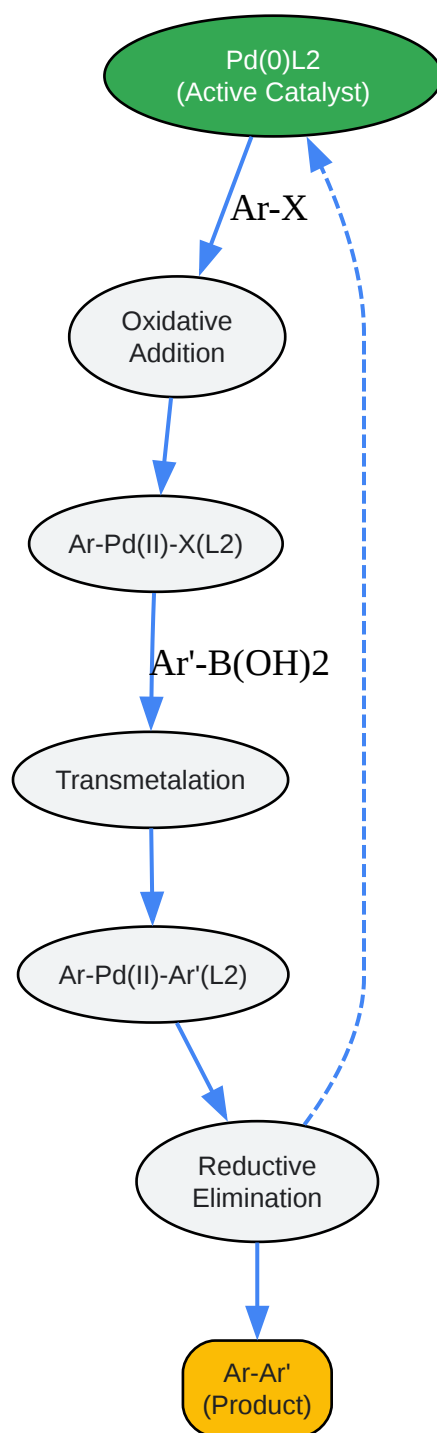 Pd(0)L2
(Active Catalyst)
Ar-X
Oxidative
Addition
Ar-Pd(II)-X(L2)
Ar'-B(OH)2
Transmetalation
Ar-Pd(II)-Ar'(L2)
Reductive
Elimination
Ar-Ar'
(Product)